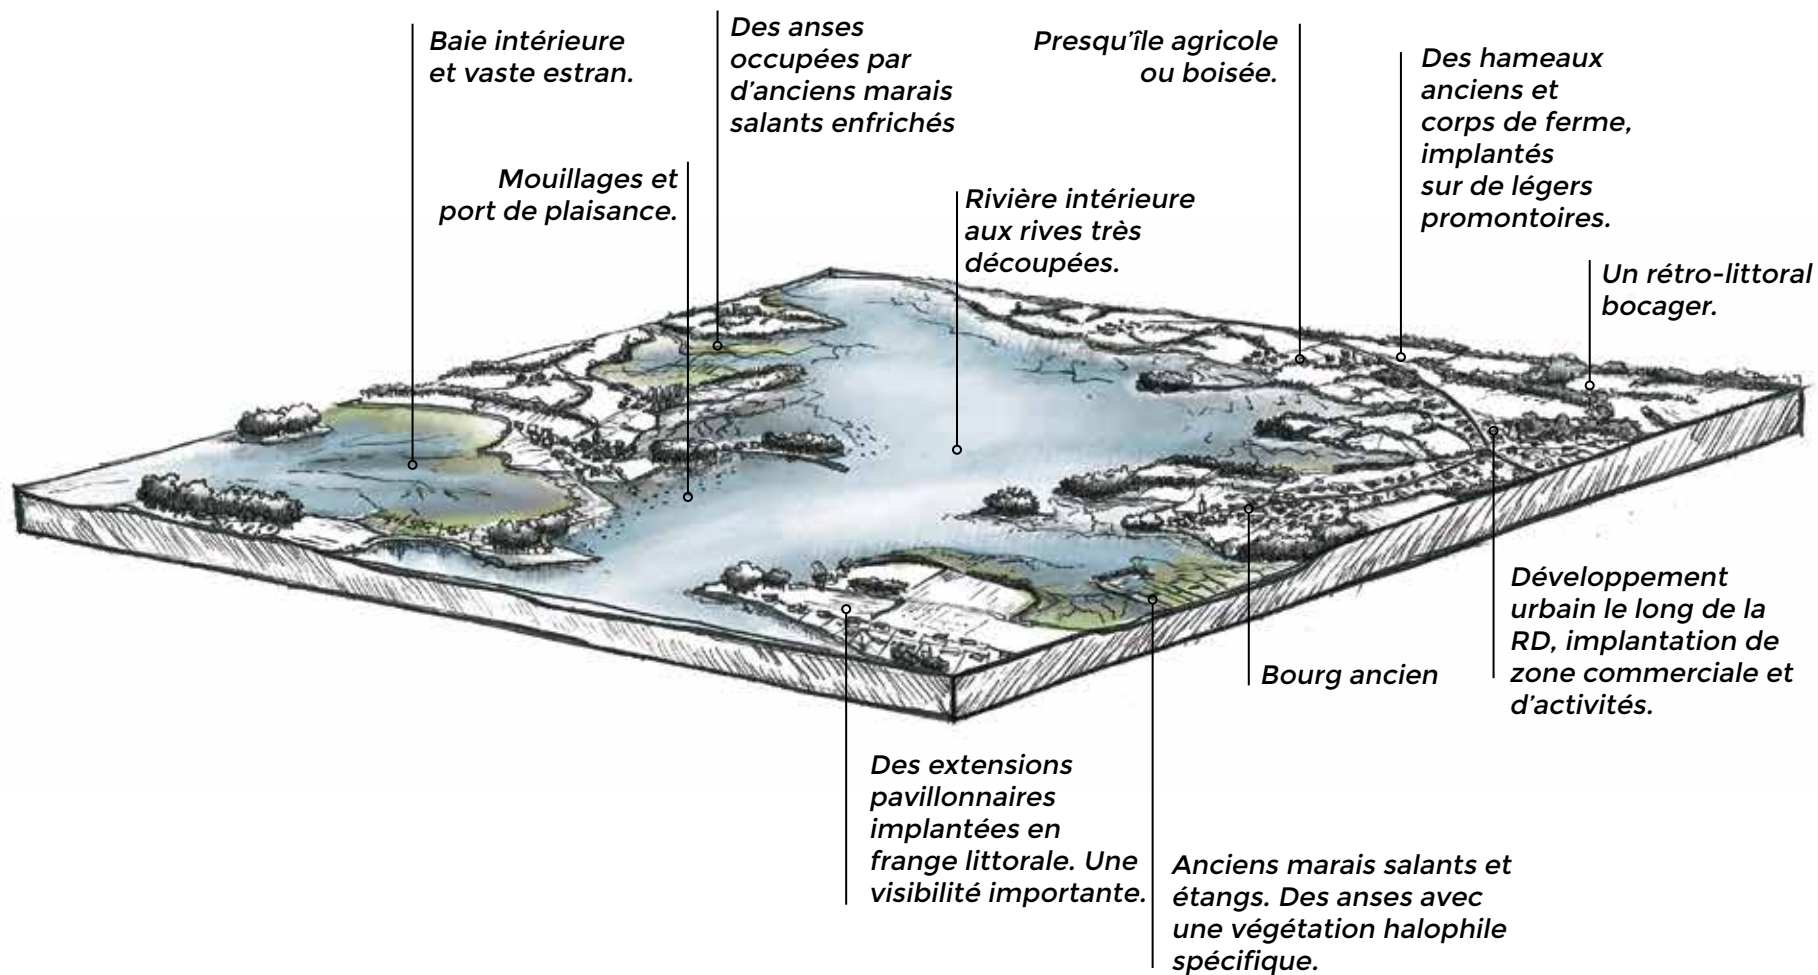 Baie intérieure
et vaste estran.
Des anses
occupées par
d'anciens marais
salants enfrichés
Presqu'île agricole
ou boisée.
Des hameaux
anciens et
corps de ferme,
implantés
sur de légers
promontoires.
Mouillages et
port de plaisance.
Rivière intérieure
aux rives très
découpées.
Un rétro-littoral
bocager.
Développement
urbain le long de la
RD, implantation de
zone commerciale et
d'activités.
Bourg ancien
Des extensions
pavillonnaires
implantées en
frange littorale. Une
visibilité importante.
Anciens marais salants et
étangs. Des anses avec
une végétation halophile
spécifique.